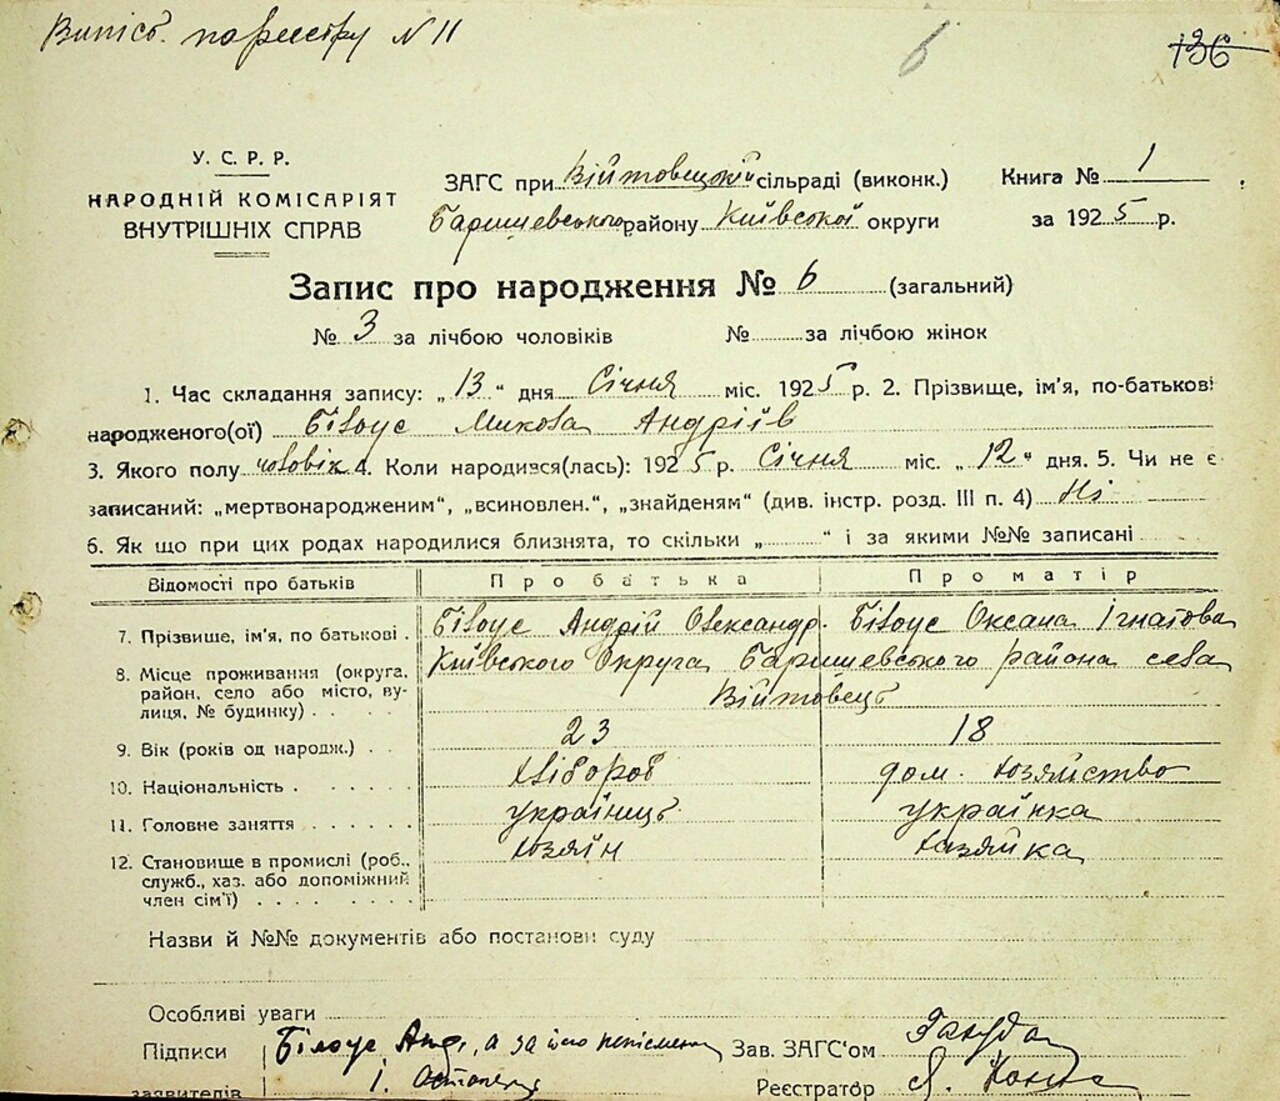 Випісь. по реєстру N 11
6
136
У. С. Р. Р.
НАРОДНІЙ КОМІСАРІЯТ
ВНУТРІШНІХ СПРАВ
ЗАГС при Війтовецкій сільраді (виконк.)
Баришевського району Київської округи
Книга № 1
за 1925 р.
Запис про народження № 6 (загальний)
№ 3 за лічбою чоловіків № за лічбою жінок
1. Час складання запису: „13“ дня Січня міс. 1925 р. 2. Прізвище, ім'я, по-батькові
народженого(ої) Білоус Микола Андріїв
3. Якого полу чоловік 4. Коли народився(лась): 1925 р. Січня міс. „12“ дня. 5. Чи не є
записаний: „мертвонародженим“, „всиновлен.“, „знайденям“ (див. інстр. розд. III п. 4) Ні
6. Як що при цих родах народилися близнята, то скільки „ “ і за якими №№ записані
Відомості про батьків Про батька Про матір
7. Прізвище, ім'я, по батькові . Білоус Андрій Олександр. Білоус Оксана Ігнатова
8. Місце проживання (округа, район, село або місто, вулиця, № будинку) . . . . Київського Округа Баришевського района села
Війтовець
9. Вік (років од народж.) . . 23 18
10. Національність . . . . . . Хлібороб дом. хозяйство
11. Головне заняття . . . . . . українець українка
12. Становище в промислі (роб., хозяїн хазяйка
служб., хаз. або допоміжний
член сім'ї) . . . . . . . .
Назви й №№ документів або постанови суду
Особливі уваги
Підписи Білоус Анд, а за його неписмен
заявителів І.
Зав. ЗАГС'ом
Реєстратор Я.